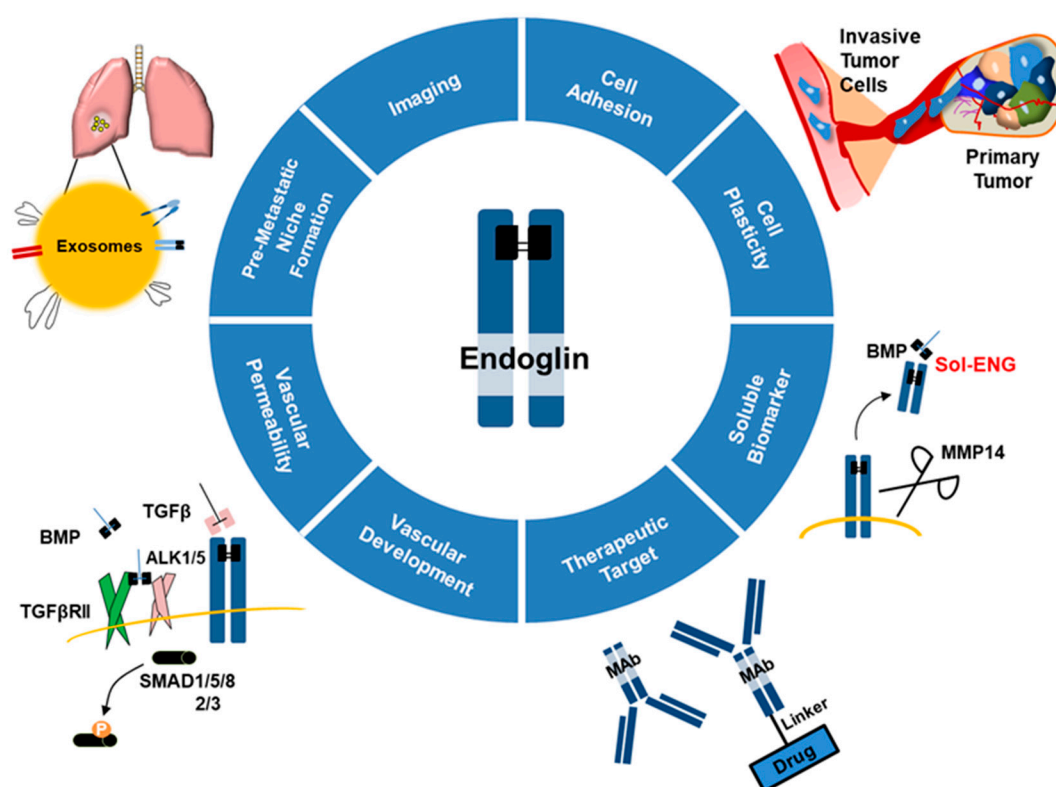 Imaging
Cell
Adhesion
Cell
Plasticity
Soluble
Biomarker
Therapeutic
Target
Vascular
Development
Vascular
Permeability
Pre-Metastatic
Niche
Formation
Endoglin
Exosomes
Invasive
Tumor
Cells
Primary
Tumor
BMP
Sol-ENG
MMP14
TGFβ
BMP
ALK1/5
TGFβRII
SMAD1/5/8
2/3
P
MAb
MAb
Linker
Drug